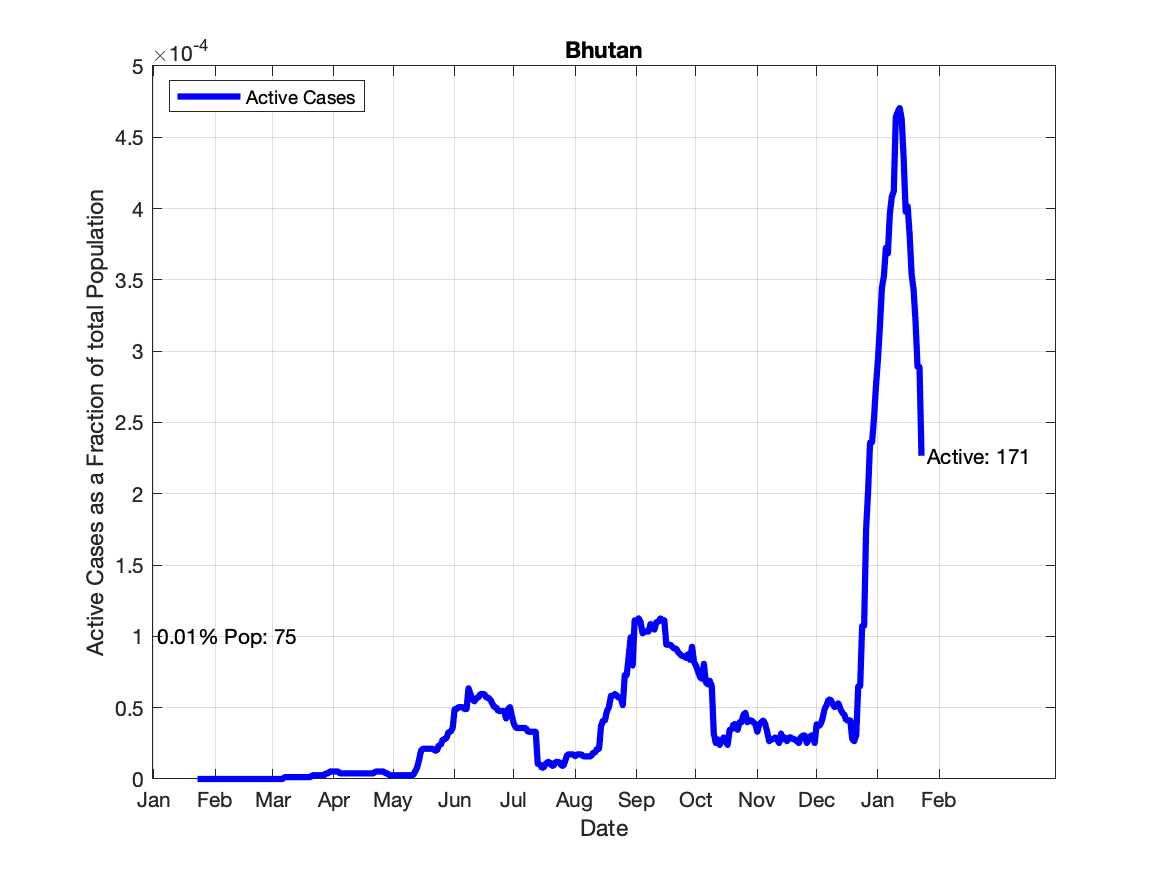 Bhutan
×10-4
5
4.5
4
3.5
3
2.5
2
1.5
1
0.5
0
Active Cases as a Fraction of total Population
Active Cases
Active: 171
0.01% Pop: 75
Jan Feb Mar Apr May Jun Jul Aug Sep Oct Nov Dec Jan Feb
Date